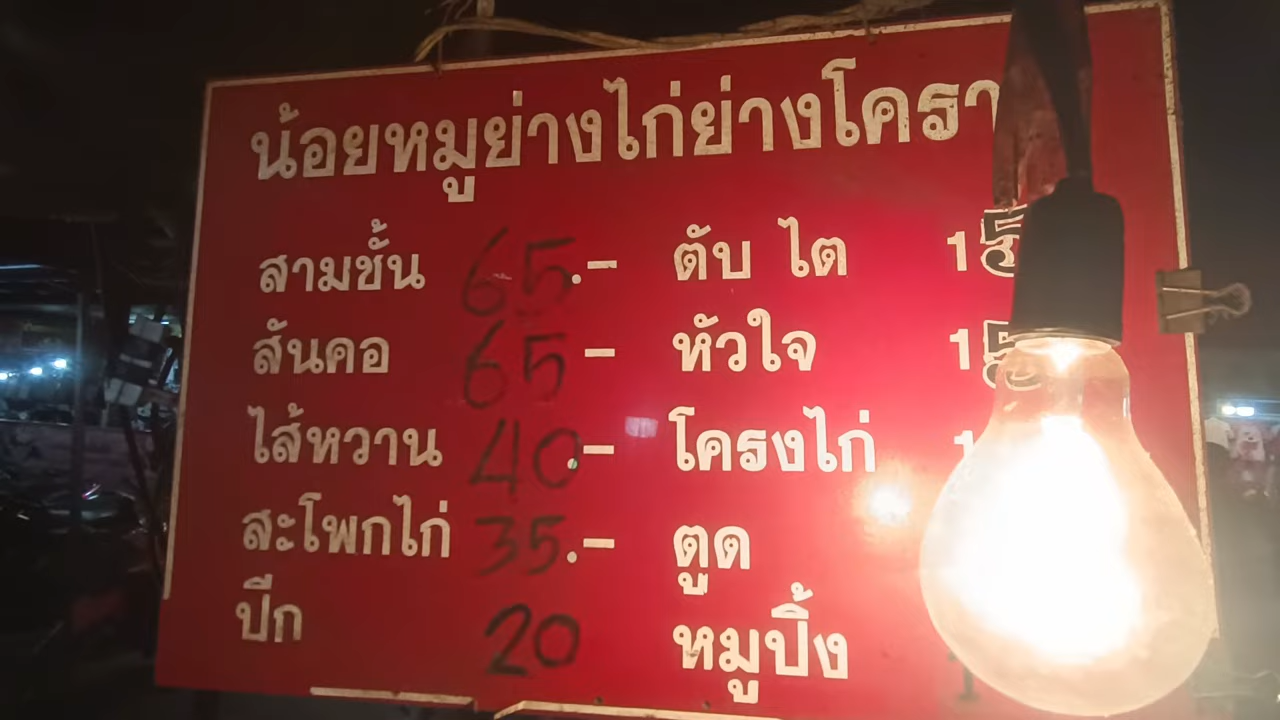 น้อยหมูย่างไก่ย่างโครา
สามชั้น 65.- ตับ ไต 15
สันคอ 65 - หัวใจ 15
ไส้หวาน 40.- โครงไก่ 1
สะโพกไก่ 35.- ตูด
ปีก 20 หมูปิ้ง